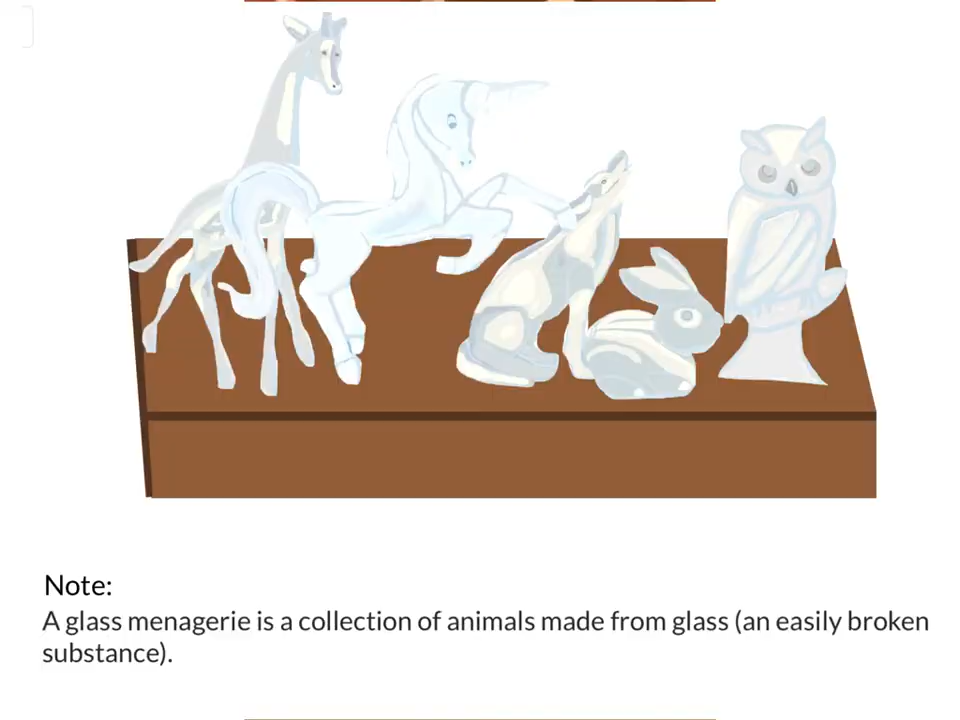 Note:
A glass menagerie is a collection of animals made from glass (an easily broken
substance).